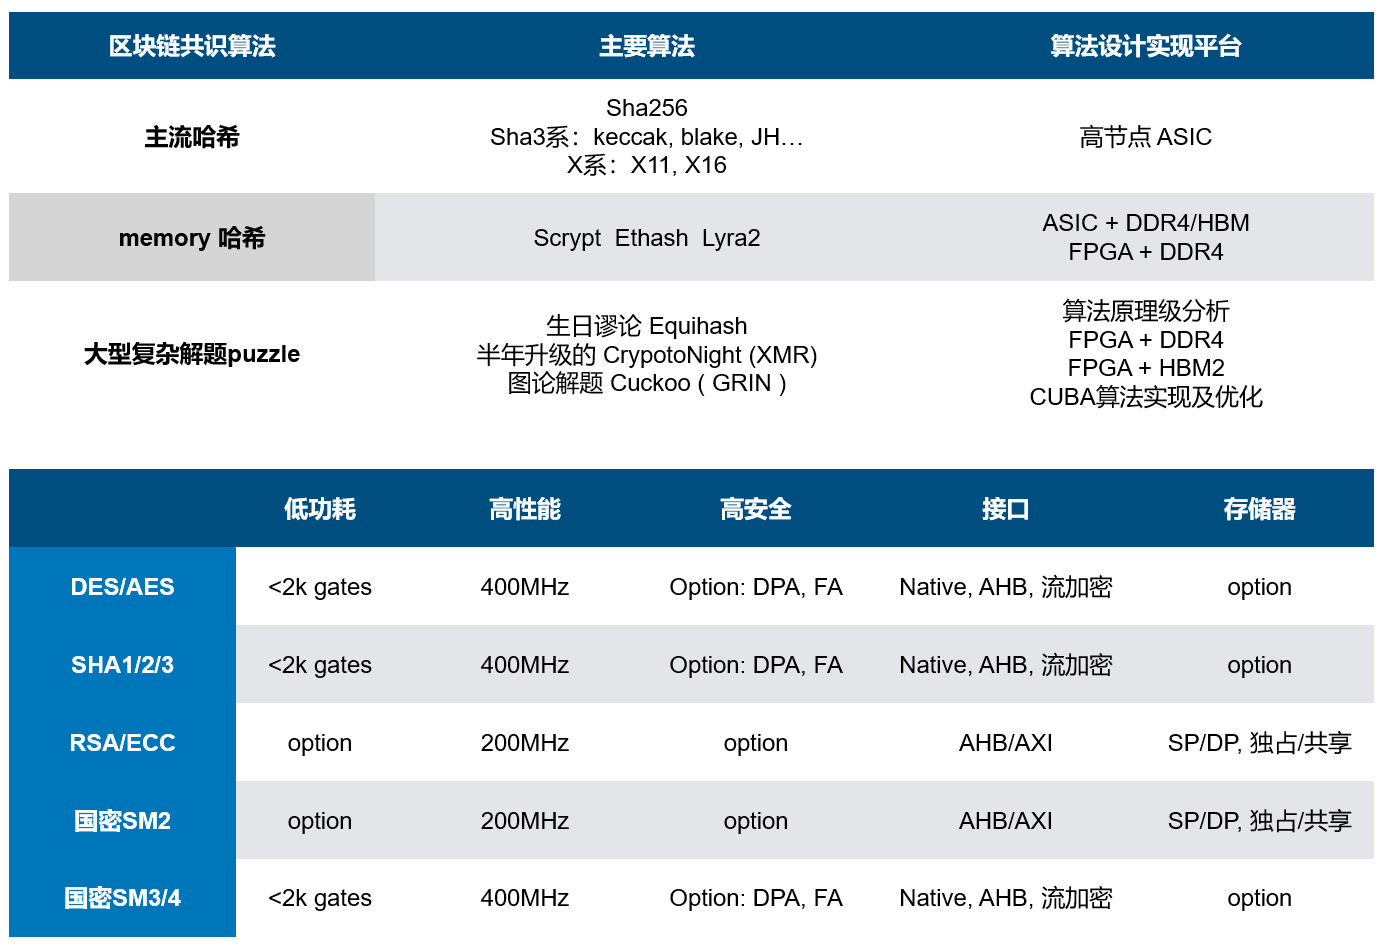 区块链共识算法 主要算法 算法设计实现平台
主流哈希
Sha256
Sha3系：keccak, blake, JH…
X系：X11, X16
高节点 ASIC
memory 哈希
Scrypt Ethash Lyra2
ASIC + DDR4/HBM
FPGA + DDR4
大型复杂解题puzzle
生日谬论 Equihash
半年升级的 CrypotoNight (XMR)
图论解题 Cuckoo ( GRIN )
算法原理级分析
FPGA + DDR4
FPGA + HBM2
CUBA算法实现及优化
低功耗 高性能 高安全 接口 存储器
DES/AES <2k gates 400MHz Option: DPA, FA Native, AHB, 流加密 option
SHA1/2/3 <2k gates 400MHz Option: DPA, FA Native, AHB, 流加密 option
RSA/ECC option 200MHz option AHB/AXI SP/DP, 独占/共享
国密SM2 option 200MHz option AHB/AXI SP/DP, 独占/共享
国密SM3/4 <2k gates 400MHz Option: DPA, FA Native, AHB, 流加密 option